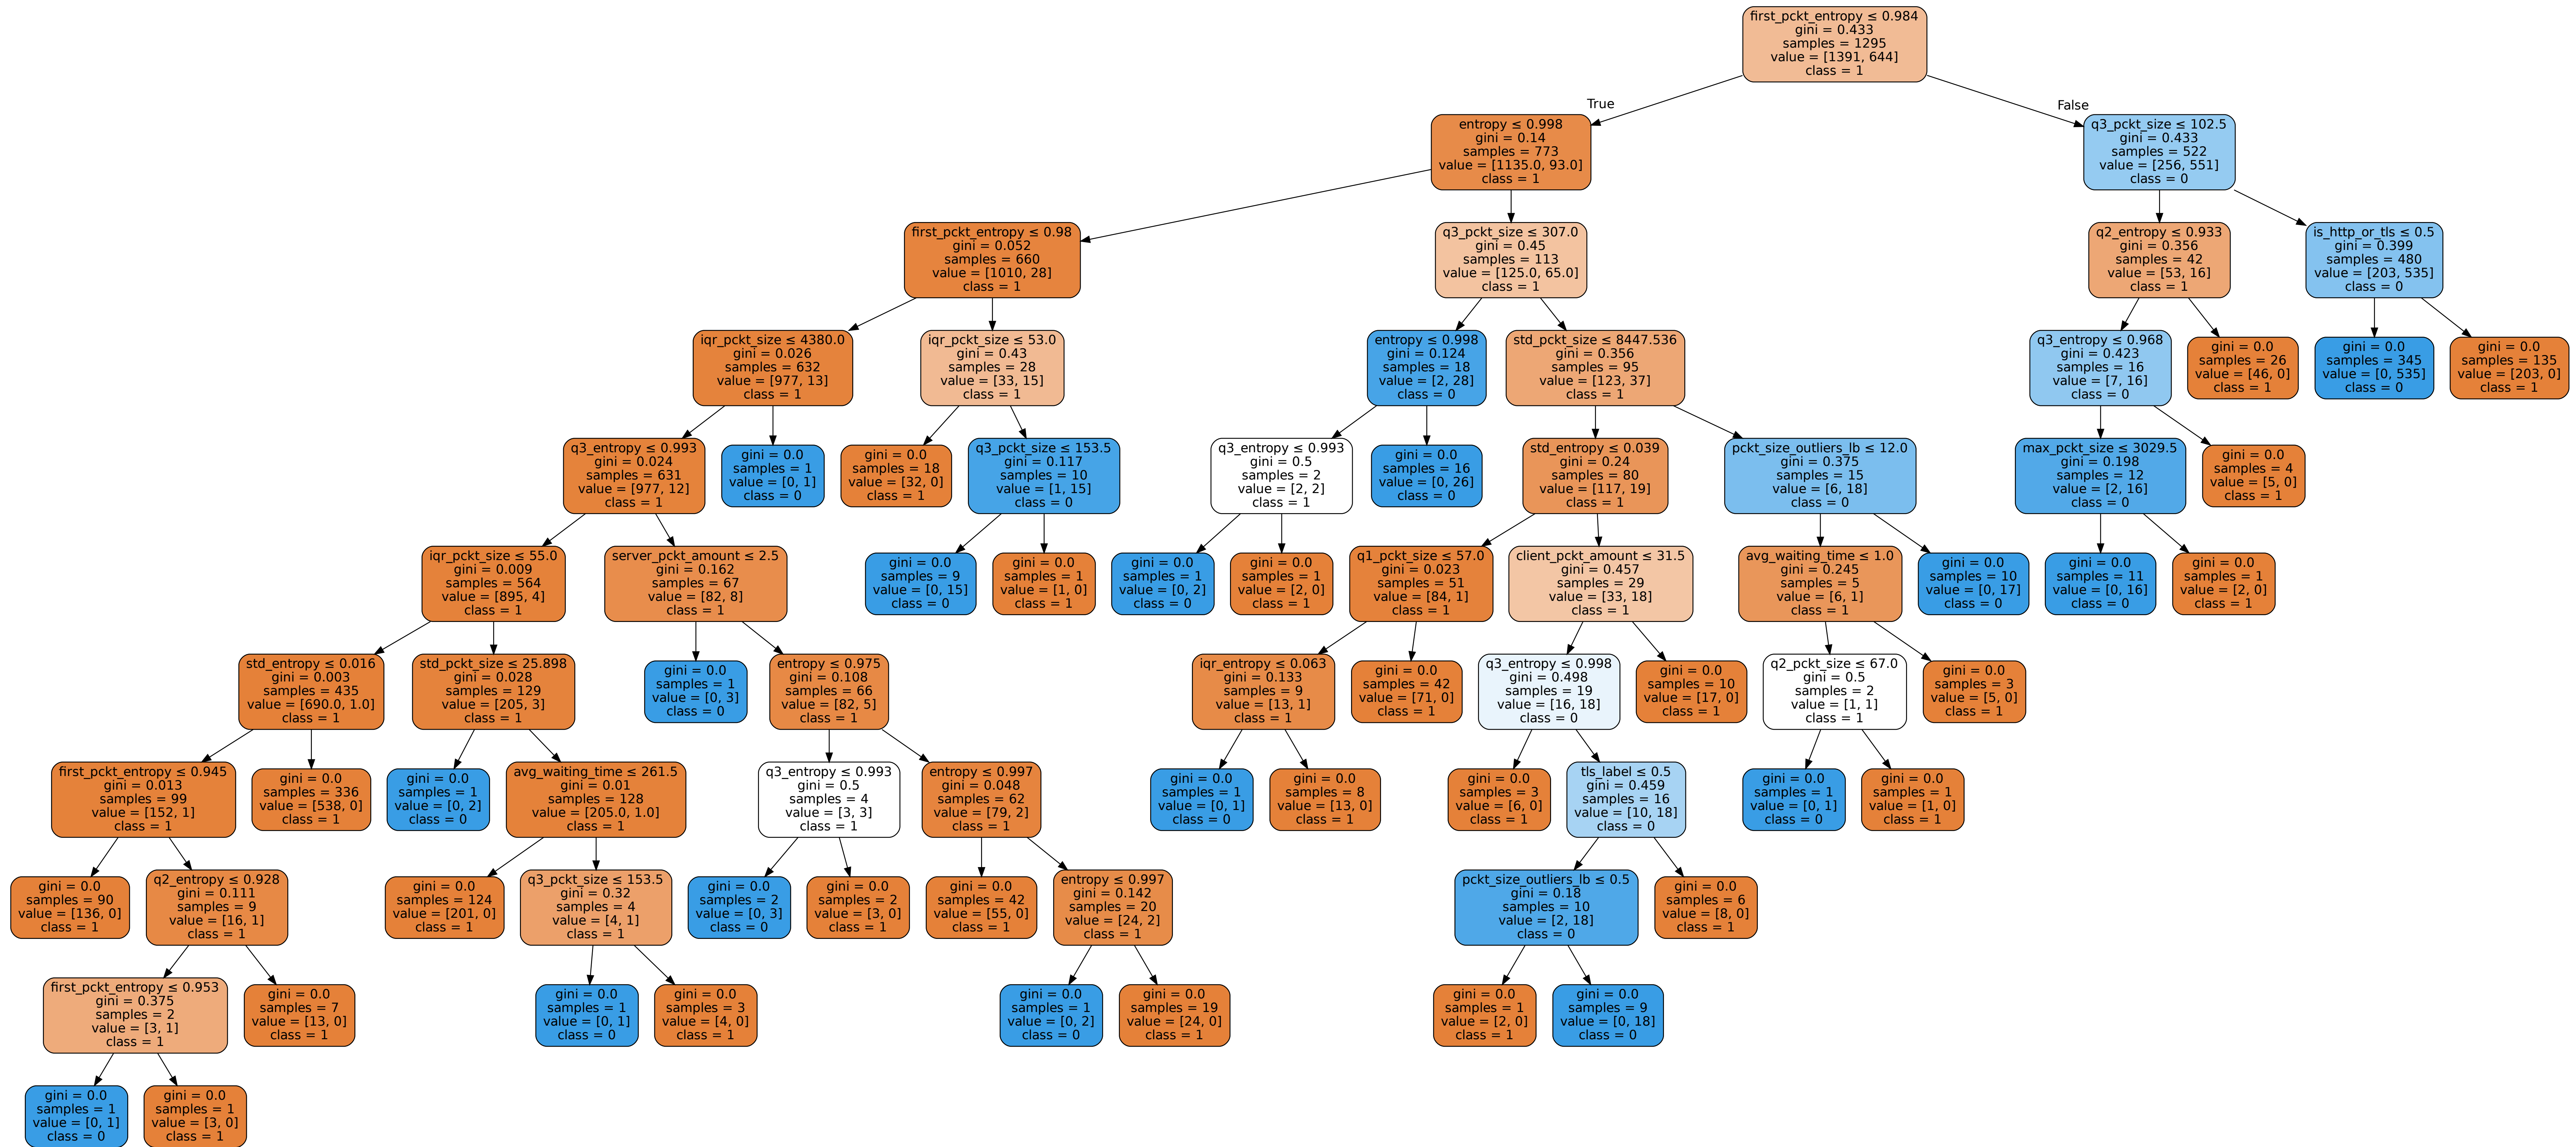 first_pckt_entropy ≤ 0.984
gini = 0.433
samples = 1295
value = [1391, 644]
class = 1
True
False
entropy ≤ 0.998
gini = 0.14
samples = 773
value = [1135.0, 93.0]
class = 1
q3_pckt_size ≤ 102.5
gini = 0.433
samples = 522
value = [256, 551]
class = 0
first_pckt_entropy ≤ 0.98
gini = 0.052
samples = 660
value = [1010, 28]
class = 1
q3_pckt_size ≤ 307.0
gini = 0.45
samples = 113
value = [125.0, 65.0]
class = 1
q2_entropy ≤ 0.933
gini = 0.356
samples = 42
value = [53, 16]
class = 1
is_http_or_tls ≤ 0.5
gini = 0.399
samples = 480
value = [203, 535]
class = 0
iqr_pckt_size ≤ 4380.0
gini = 0.026
samples = 632
value = [977, 13]
class = 1
iqr_pckt_size ≤ 53.0
gini = 0.43
samples = 28
value = [33, 15]
class = 1
entropy ≤ 0.998
gini = 0.124
samples = 18
value = [2, 28]
class = 0
std_pckt_size ≤ 8447.536
gini = 0.356
samples = 95
value = [123, 37]
class = 1
q3_entropy ≤ 0.968
gini = 0.423
samples = 16
value = [7, 16]
class = 0
gini = 0.0
samples = 26
value = [46, 0]
class = 1
gini = 0.0
samples = 345
value = [0, 535]
class = 0
gini = 0.0
samples = 135
value = [203, 0]
class = 1
q3_entropy ≤ 0.993
gini = 0.024
samples = 631
value = [977, 12]
class = 1
gini = 0.0
samples = 1
value = [0, 1]
class = 0
gini = 0.0
samples = 18
value = [32, 0]
class = 1
q3_pckt_size ≤ 153.5
gini = 0.117
samples = 10
value = [1, 15]
class = 0
q3_entropy ≤ 0.993
gini = 0.5
samples = 2
value = [2, 2]
class = 1
gini = 0.0
samples = 16
value = [0, 26]
class = 0
std_entropy ≤ 0.039
gini = 0.24
samples = 80
value = [117, 19]
class = 1
pckt_size_outliers_lb ≤ 12.0
gini = 0.375
samples = 15
value = [6, 18]
class = 0
max_pckt_size ≤ 3029.5
gini = 0.198
samples = 12
value = [2, 16]
class = 0
gini = 0.0
samples = 4
value = [5, 0]
class = 1
iqr_pckt_size ≤ 55.0
gini = 0.009
samples = 564
value = [895, 4]
class = 1
server_pckt_amount ≤ 2.5
gini = 0.162
samples = 67
value = [82, 8]
class = 1
gini = 0.0
samples = 9
value = [0, 15]
class = 0
gini = 0.0
samples = 1
value = [1, 0]
class = 1
gini = 0.0
samples = 1
value = [0, 2]
class = 0
gini = 0.0
samples = 1
value = [2, 0]
class = 1
q1_pckt_size ≤ 57.0
gini = 0.023
samples = 51
value = [84, 1]
class = 1
client_pckt_amount ≤ 31.5
gini = 0.457
samples = 29
value = [33, 18]
class = 1
avg_waiting_time ≤ 1.0
gini = 0.245
samples = 5
value = [6, 1]
class = 1
gini = 0.0
samples = 10
value = [0, 17]
class = 0
gini = 0.0
samples = 11
value = [0, 16]
class = 0
gini = 0.0
samples = 1
value = [2, 0]
class = 1
std_entropy ≤ 0.016
gini = 0.003
samples = 435
value = [690.0, 1.0]
class = 1
std_pckt_size ≤ 25.898
gini = 0.028
samples = 129
value = [205, 3]
class = 1
gini = 0.0
samples = 1
value = [0, 3]
class = 0
entropy ≤ 0.975
gini = 0.108
samples = 66
value = [82, 5]
class = 1
iqr_entropy ≤ 0.063
gini = 0.133
samples = 9
value = [13, 1]
class = 1
gini = 0.0
samples = 42
value = [71, 0]
class = 1
q3_entropy ≤ 0.998
gini = 0.498
samples = 19
value = [16, 18]
class = 0
gini = 0.0
samples = 10
value = [17, 0]
class = 1
q2_pckt_size ≤ 67.0
gini = 0.5
samples = 2
value = [1, 1]
class = 1
gini = 0.0
samples = 3
value = [5, 0]
class = 1
first_pckt_entropy ≤ 0.945
gini = 0.013
samples = 99
value = [152, 1]
class = 1
gini = 0.0
samples = 336
value = [538, 0]
class = 1
gini = 0.0
samples = 1
value = [0, 2]
class = 0
avg_waiting_time ≤ 261.5
gini = 0.01
samples = 128
value = [205.0, 1.0]
class = 1
q3_entropy ≤ 0.993
gini = 0.5
samples = 4
value = [3, 3]
class = 1
entropy ≤ 0.997
gini = 0.048
samples = 62
value = [79, 2]
class = 1
gini = 0.0
samples = 1
value = [0, 1]
class = 0
gini = 0.0
samples = 8
value = [13, 0]
class = 1
gini = 0.0
samples = 3
value = [6, 0]
class = 1
tls_label ≤ 0.5
gini = 0.459
samples = 16
value = [10, 18]
class = 0
gini = 0.0
samples = 1
value = [0, 1]
class = 0
gini = 0.0
samples = 1
value = [1, 0]
class = 1
gini = 0.0
samples = 90
value = [136, 0]
class = 1
q2_entropy ≤ 0.928
gini = 0.111
samples = 9
value = [16, 1]
class = 1
gini = 0.0
samples = 124
value = [201, 0]
class = 1
q3_pckt_size ≤ 153.5
gini = 0.32
samples = 4
value = [4, 1]
class = 1
gini = 0.0
samples = 2
value = [0, 3]
class = 0
gini = 0.0
samples = 2
value = [3, 0]
class = 1
gini = 0.0
samples = 42
value = [55, 0]
class = 1
entropy ≤ 0.997
gini = 0.142
samples = 20
value = [24, 2]
class = 1
pckt_size_outliers_lb ≤ 0.5
gini = 0.18
samples = 10
value = [2, 18]
class = 0
gini = 0.0
samples = 6
value = [8, 0]
class = 1
first_pckt_entropy ≤ 0.953
gini = 0.375
samples = 2
value = [3, 1]
class = 1
gini = 0.0
samples = 7
value = [13, 0]
class = 1
gini = 0.0
samples = 1
value = [0, 1]
class = 0
gini = 0.0
samples = 3
value = [4, 0]
class = 1
gini = 0.0
samples = 1
value = [0, 2]
class = 0
gini = 0.0
samples = 19
value = [24, 0]
class = 1
gini = 0.0
samples = 1
value = [2, 0]
class = 1
gini = 0.0
samples = 9
value = [0, 18]
class = 0
gini = 0.0
samples = 1
value = [0, 1]
class = 0
gini = 0.0
samples = 1
value = [3, 0]
class = 1